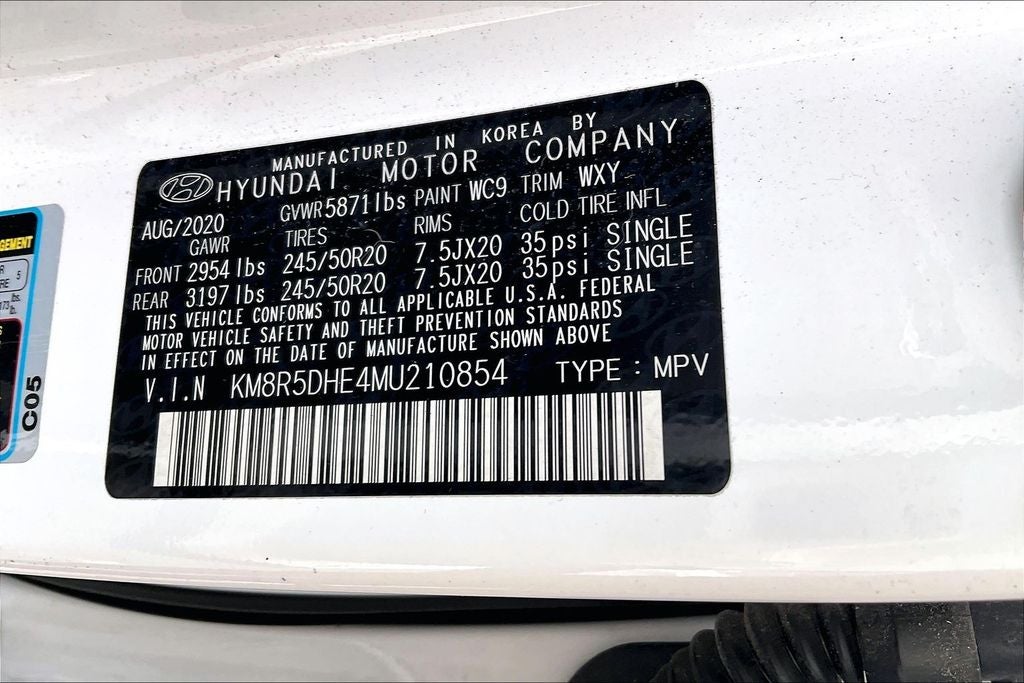 MANUFACTURED IN KOREA BY
HYUNDAI MOTOR COMPANY
AUG/2020 GVWR 5871lbs PAINT WC9 TRIM WXY
GAWR TIRES RIMS COLD TIRE INFL
FRONT 2954 lbs 245/50R20 7.5JX20 35psi SINGLE
REAR 3197 lbs 245/50R20 7.5JX20 35psi SINGLE
THIS VEHICLE CONFORMS TO ALL APPLICABLE U.S.A. FEDERAL
MOTOR VEHICLE SAFETY AND THEFT PREVENTION STANDARDS
IN EFFECT ON THE DATE OF MANUFACTURE SHOWN ABOVE
V.I.N KM8R5DHE4MU210854 TYPE : MPV
5
lbs.
lb.
C05